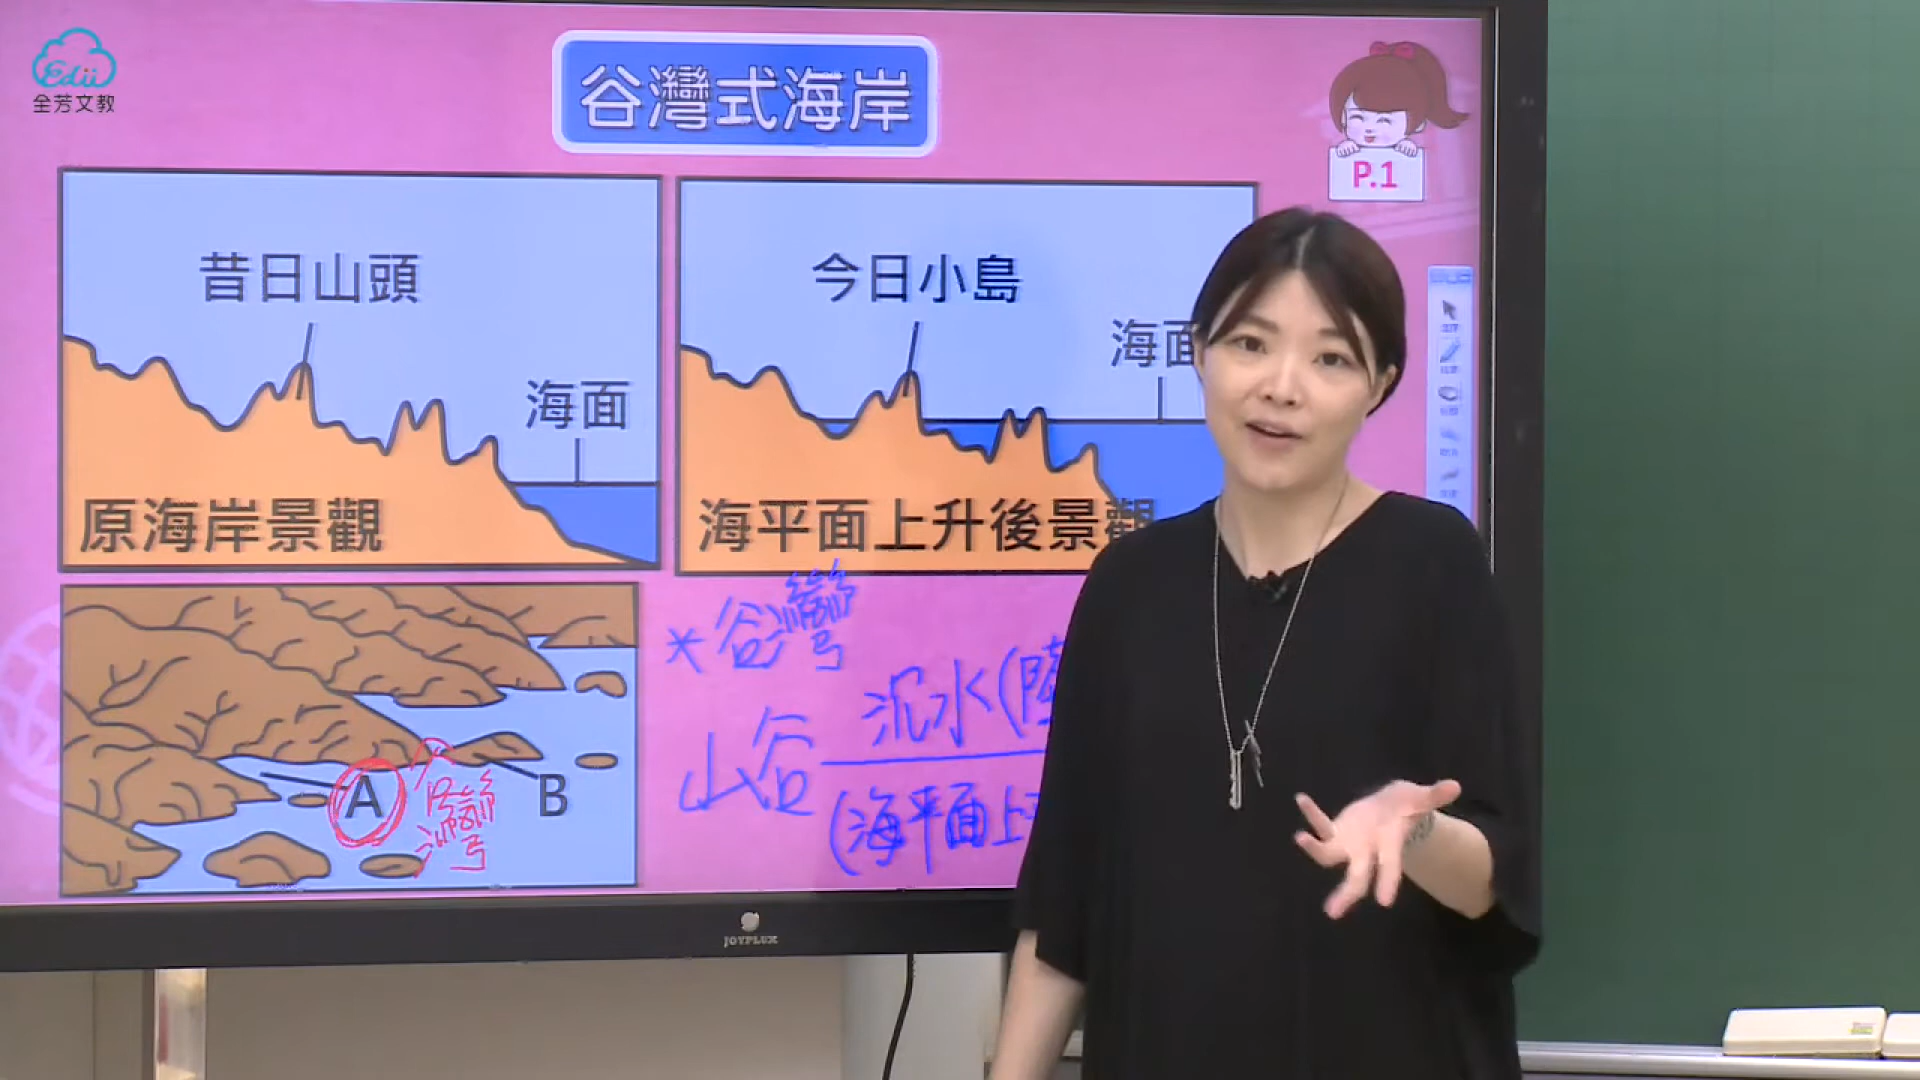 Edii
全芳文教
谷灣式海岸
P.1
昔日山頭
海面
原海岸景觀
今日小島
海面
海平面上升後景觀
A
谷灣
B
*谷灣
山谷
沉水(陸
(海平面上
JOYPLUX